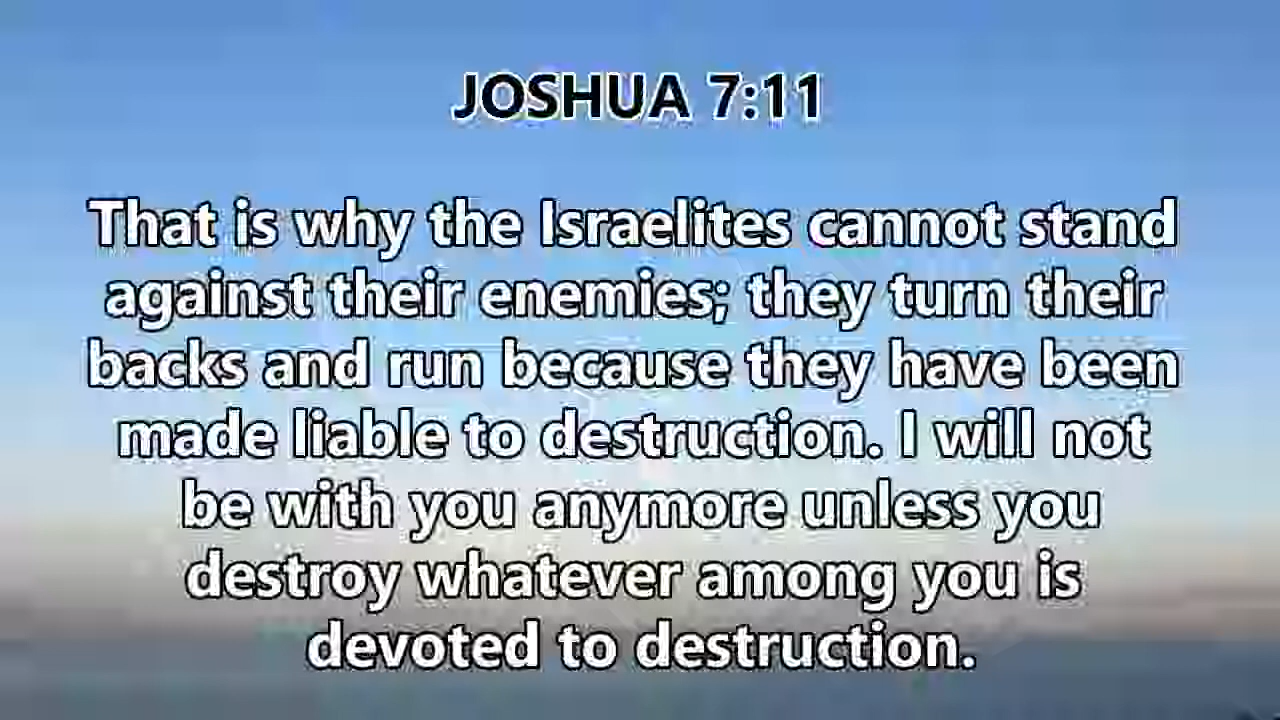 JOSHUA 7:11
That is why the Israelites cannot stand
against their enemies; they turn their
backs and run because they have been
made liable to destruction. I will not
be with you anymore unless you
destroy whatever among you is
devoted to destruction.